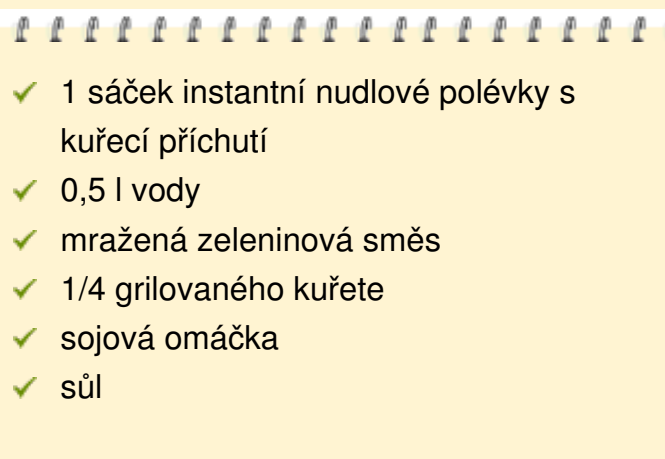 1 sáček instantní nudlové polévky s
kuřecí příchutí
0,5 l vody
mražená zeleninová směs
1/4 grilovaného kuřete
sojová omáčka
sůl